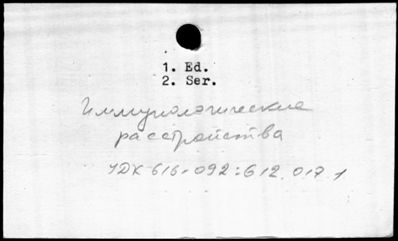 1. Ed.
2. Ser.
Иммунологические
расстройства
УДК 616-092:612.017.1